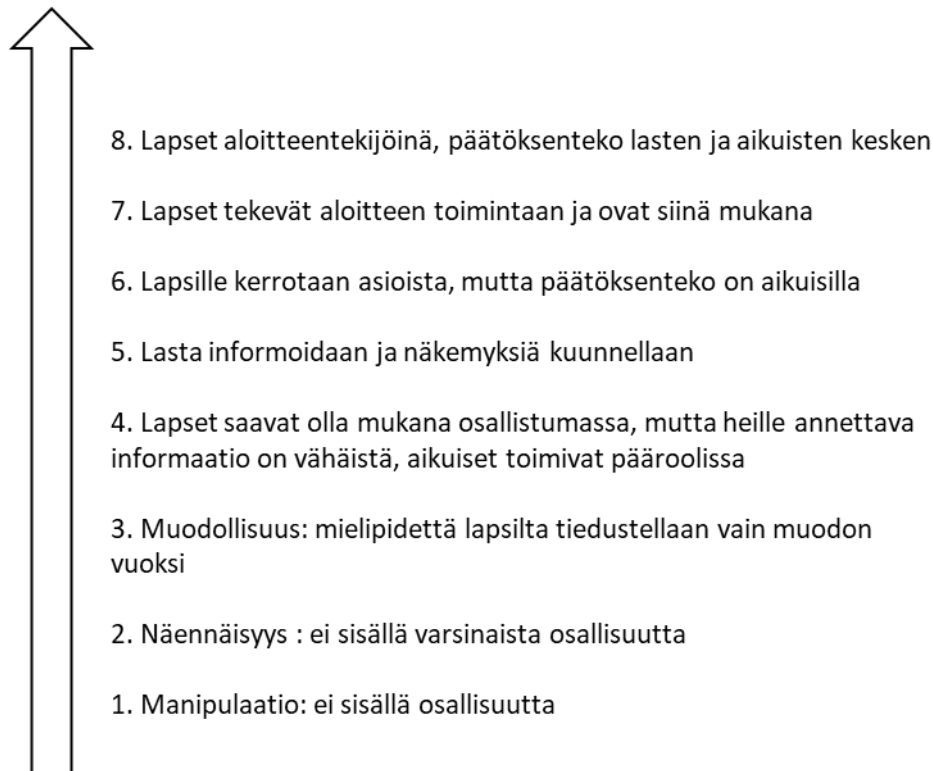 8. Lapset aloitteentekijöinä, päätöksenteko lasten ja aikuisten kesken
7. Lapset tekevät aloitteen toimintaan ja ovat siinä mukana
6. Lapsille kerrotaan asioista, mutta päätöksenteko on aikuisilla
5. Lasta informoidaan ja näkemyksiä kuunnellaan
4. Lapset saavat olla mukana osallistumassa, mutta heille annettava
informaatio on vähäistä, aikuiset toimivat pääroolissa
3. Muodollisuus: mielipidettä lapsilta tiedustellaan vain muodon
vuoksi
2. Näennäisyys : ei sisällä varsinaista osallisuutta
1. Manipulaatio: ei sisällä osallisuutta